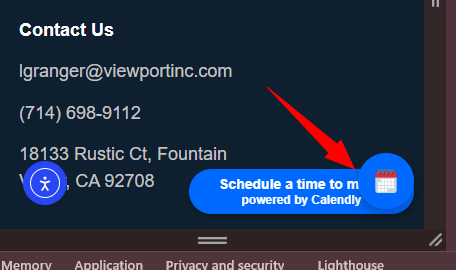 Contact Us
lgranger@viewportinc.com
(714) 698-9112
18133 Rustic Ct, Fountain
CA 92708
Schedule a time to
powered by Calendly
Memory Application Privacy and security Lighthouse